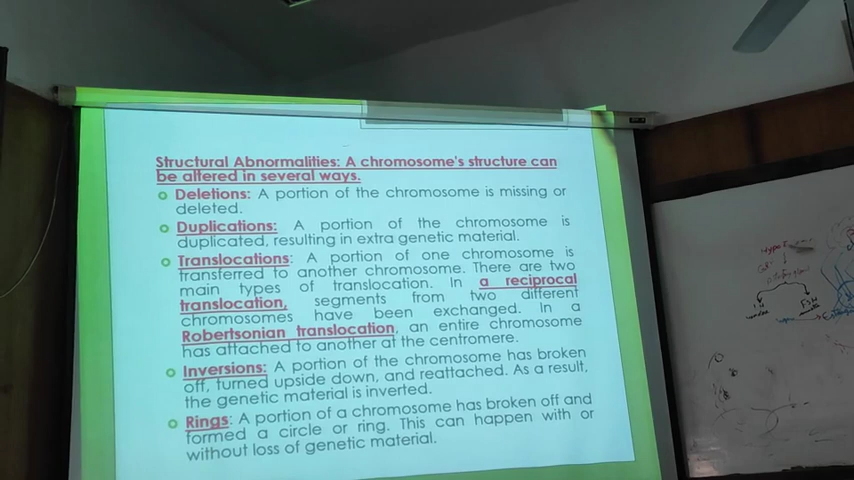 Structural Abnormalities: A chromosome's structure can
be altered in several ways.
Deletions: A portion of the chromosome is missing or
deleted.
Duplications: A portion of the chromosome is
duplicated, resulting in extra genetic material.
Translocations: A portion of one chromosome is
transferred to another chromosome. There are two
main types of translocation. In a reciprocal
translocation, segments from two different
chromosomes have been exchanged. In a
Robertsonian translocation, an entire chromosome
has attached to another at the centromere.
Inversions: A portion of the chromosome has broken
off, turned upside down, and reattached. As a result,
the genetic material is inverted.
Rings: A portion of a chromosome has broken off and
formed a circle or ring. This can happen with or
without loss of genetic material.